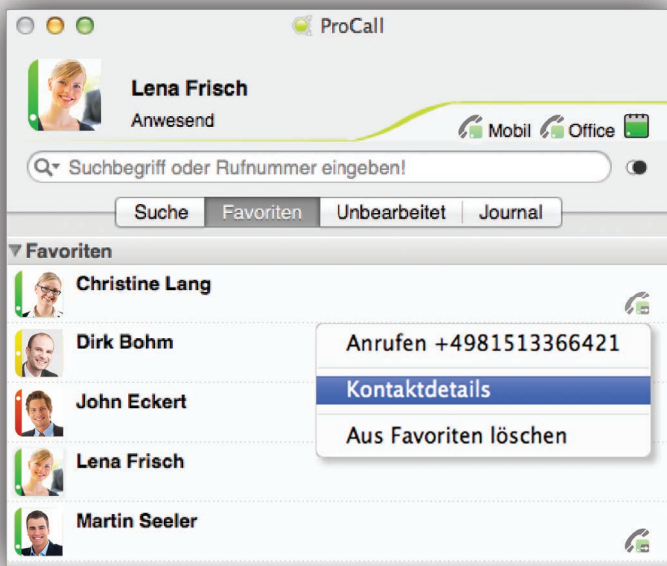 ProCall
Lena Frisch
Anwesend
Mobil Office
Suchbegriff oder Rufnummer eingeben!
Suche Favoriten Unbearbeitet Journal
Favoriten
Christine Lang
Dirk Bohm
Anrufen +4981513366421
Kontaktdetails
John Eckert
Aus Favoriten löschen
Lena Frisch
Martin Seeler